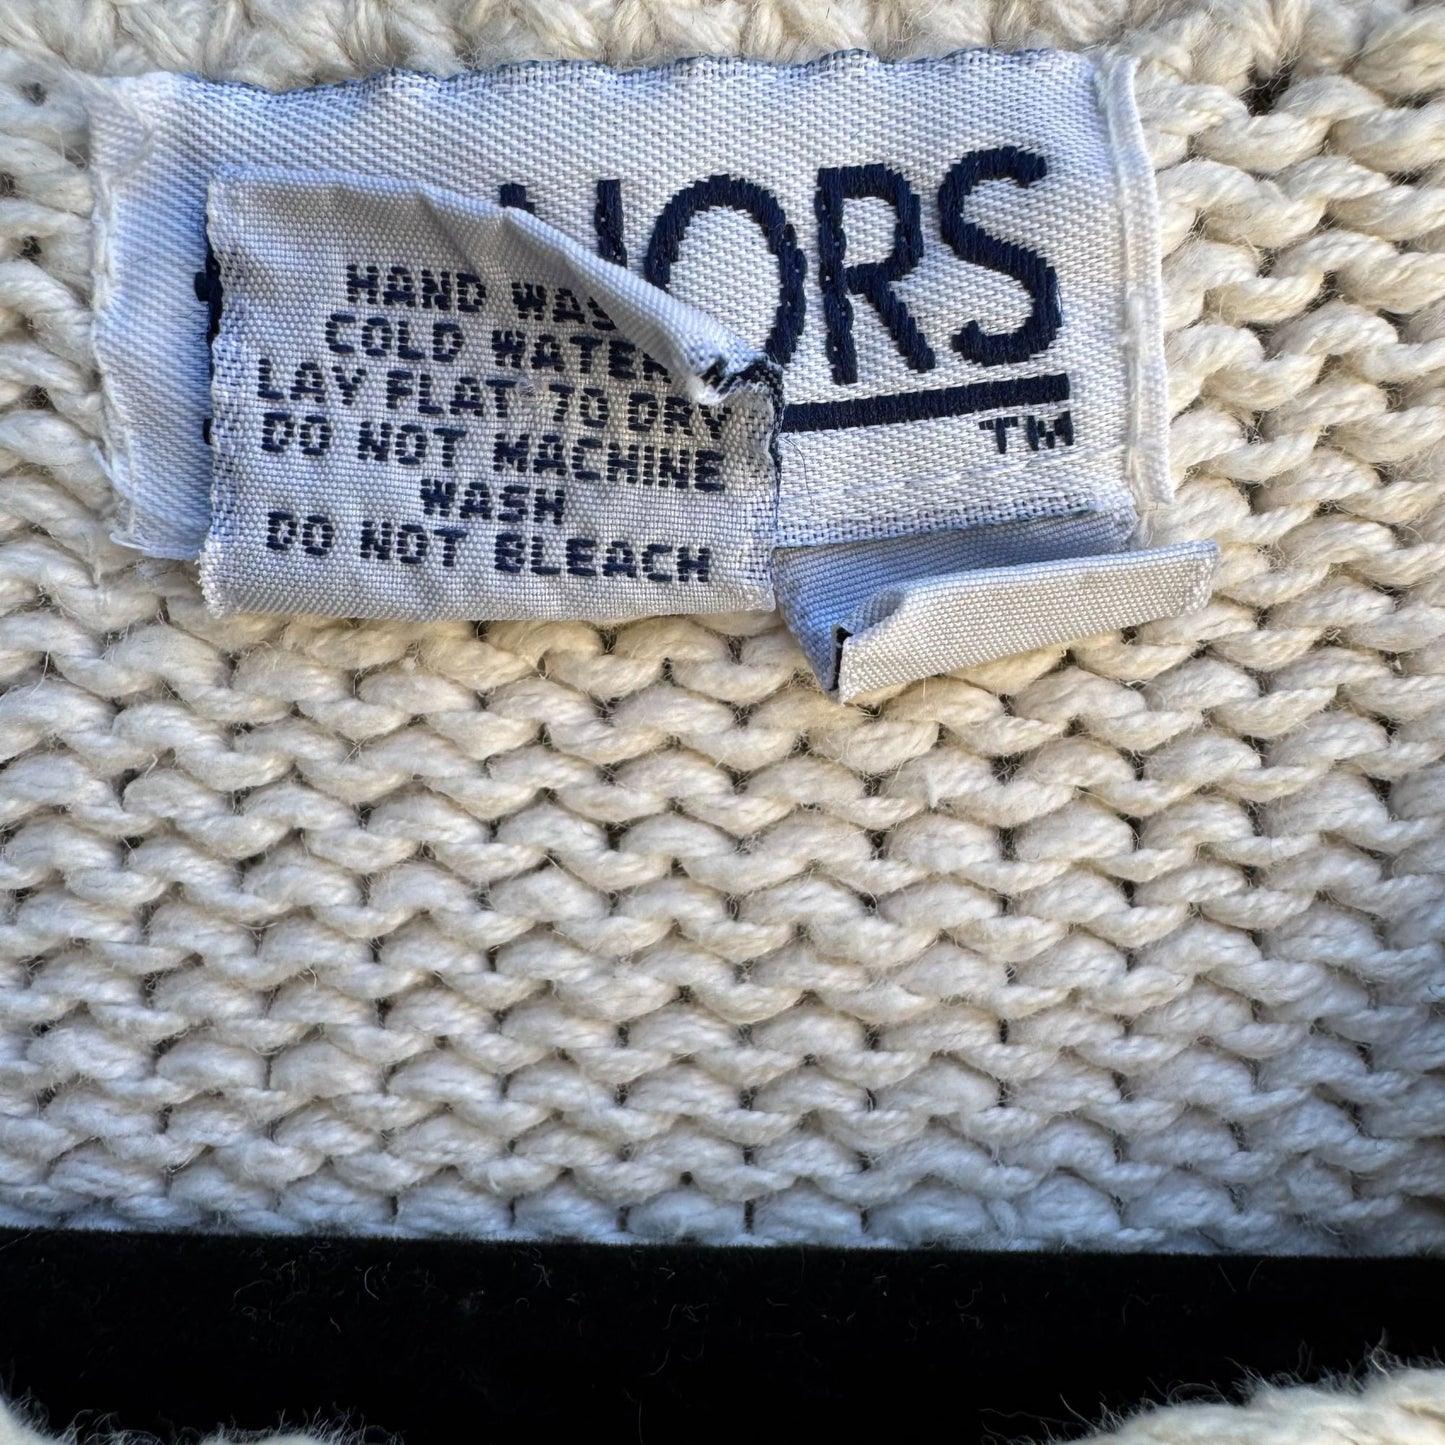 NORS
TM
HAND WAS
COLD WATER
LAY FLAT TO DRY
DO NOT MACHINE
WASH
DO NOT BLEACH